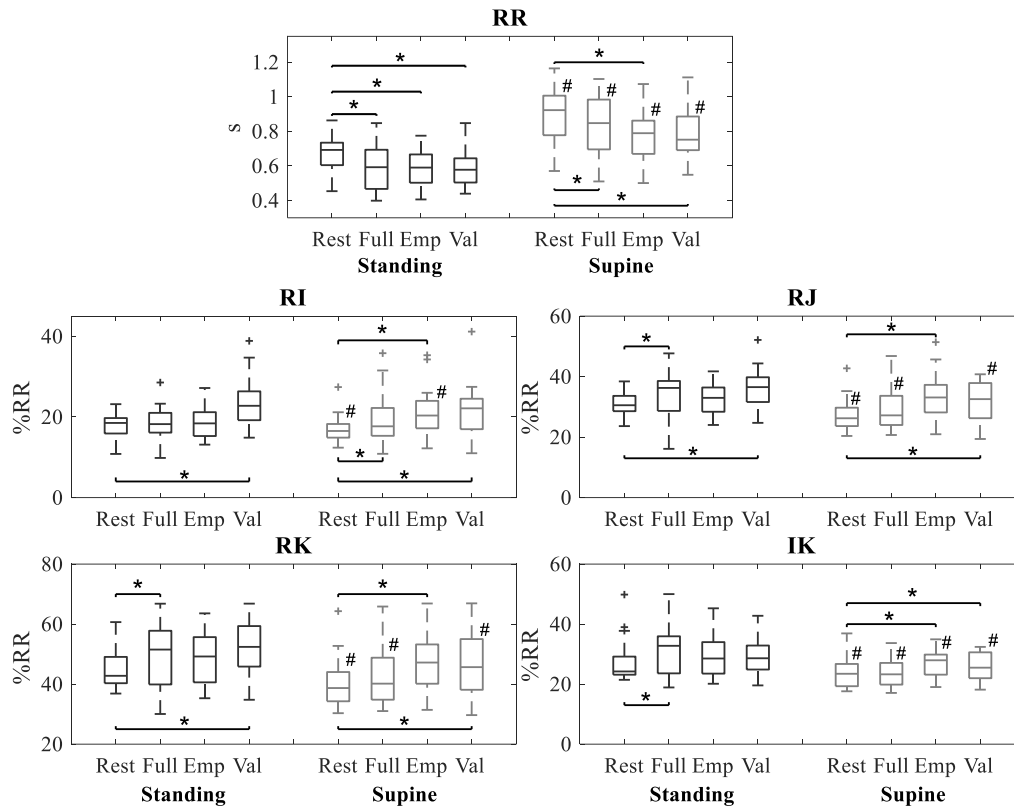 RR
1.2
1
0.8
0.6
0.4
s
* * * * * *
# # # #
Rest Full Emp Val Rest Full Emp Val
Standing Supine
RI
40
20
0
%RR
* * * *
# #
Rest Full Emp Val Rest Full Emp Val
RJ
60
40
20
0
%RR
* * * *
# # #
Rest Full Emp Val Rest Full Emp Val
RK
80
60
40
20
%RR
* * * *
# # #
Rest Full Emp Val Rest Full Emp Val
Standing Supine
IK
60
40
20
0
%RR
* * *
# # # #
Rest Full Emp Val Rest Full Emp Val
Standing Supine